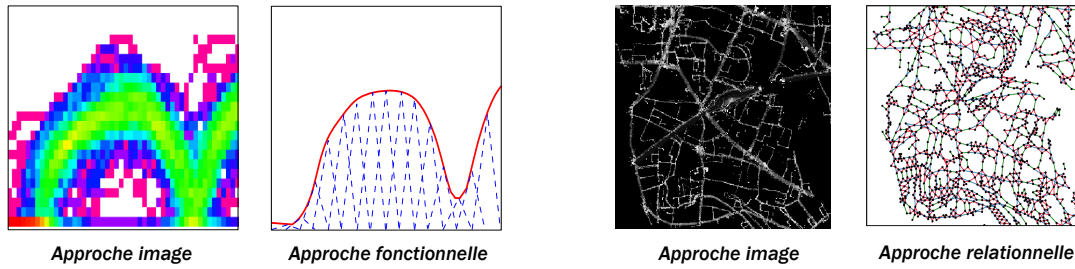 Approche image
Approche fonctionnelle
Approche image
Approche relationnelle